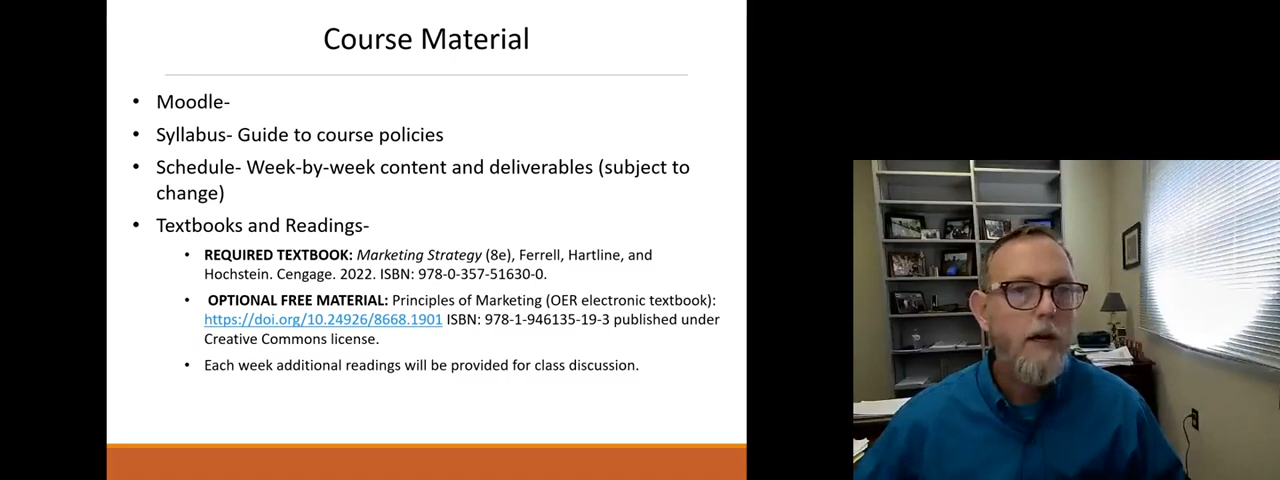 Course Material
• Moodle-
• Syllabus- Guide to course policies
• Schedule- Week-by-week content and deliverables (subject to
change)
• Textbooks and Readings-
• REQUIRED TEXTBOOK: Marketing Strategy (8e), Ferrell, Hartline, and
Hochstein. Cengage. 2022. ISBN: 978-0-357-51630-0.
• OPTIONAL FREE MATERIAL: Principles of Marketing (OER electronic textbook):
https://doi.org/10.24926/8668.1901 ISBN: 978-1-946135-19-3 published under
Creative Commons license.
• Each week additional readings will be provided for class discussion.